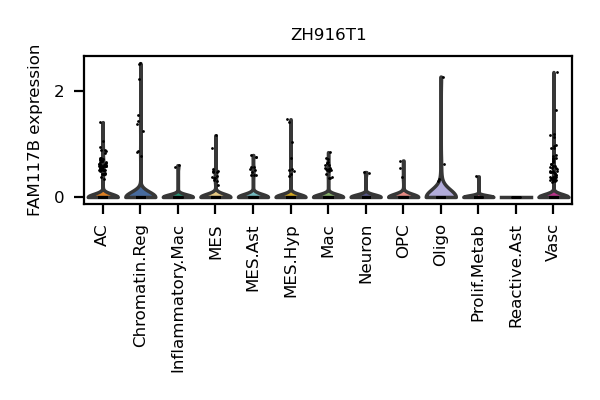 ZH916T1
FAM117B expression
2
0
AC
Chromatin.Reg
Inflammatory.Mac
MES
MES.Ast
MES.Hyp
Mac
Neuron
OPC
Oligo
Prolif.Metab
Reactive.Ast
Vasc